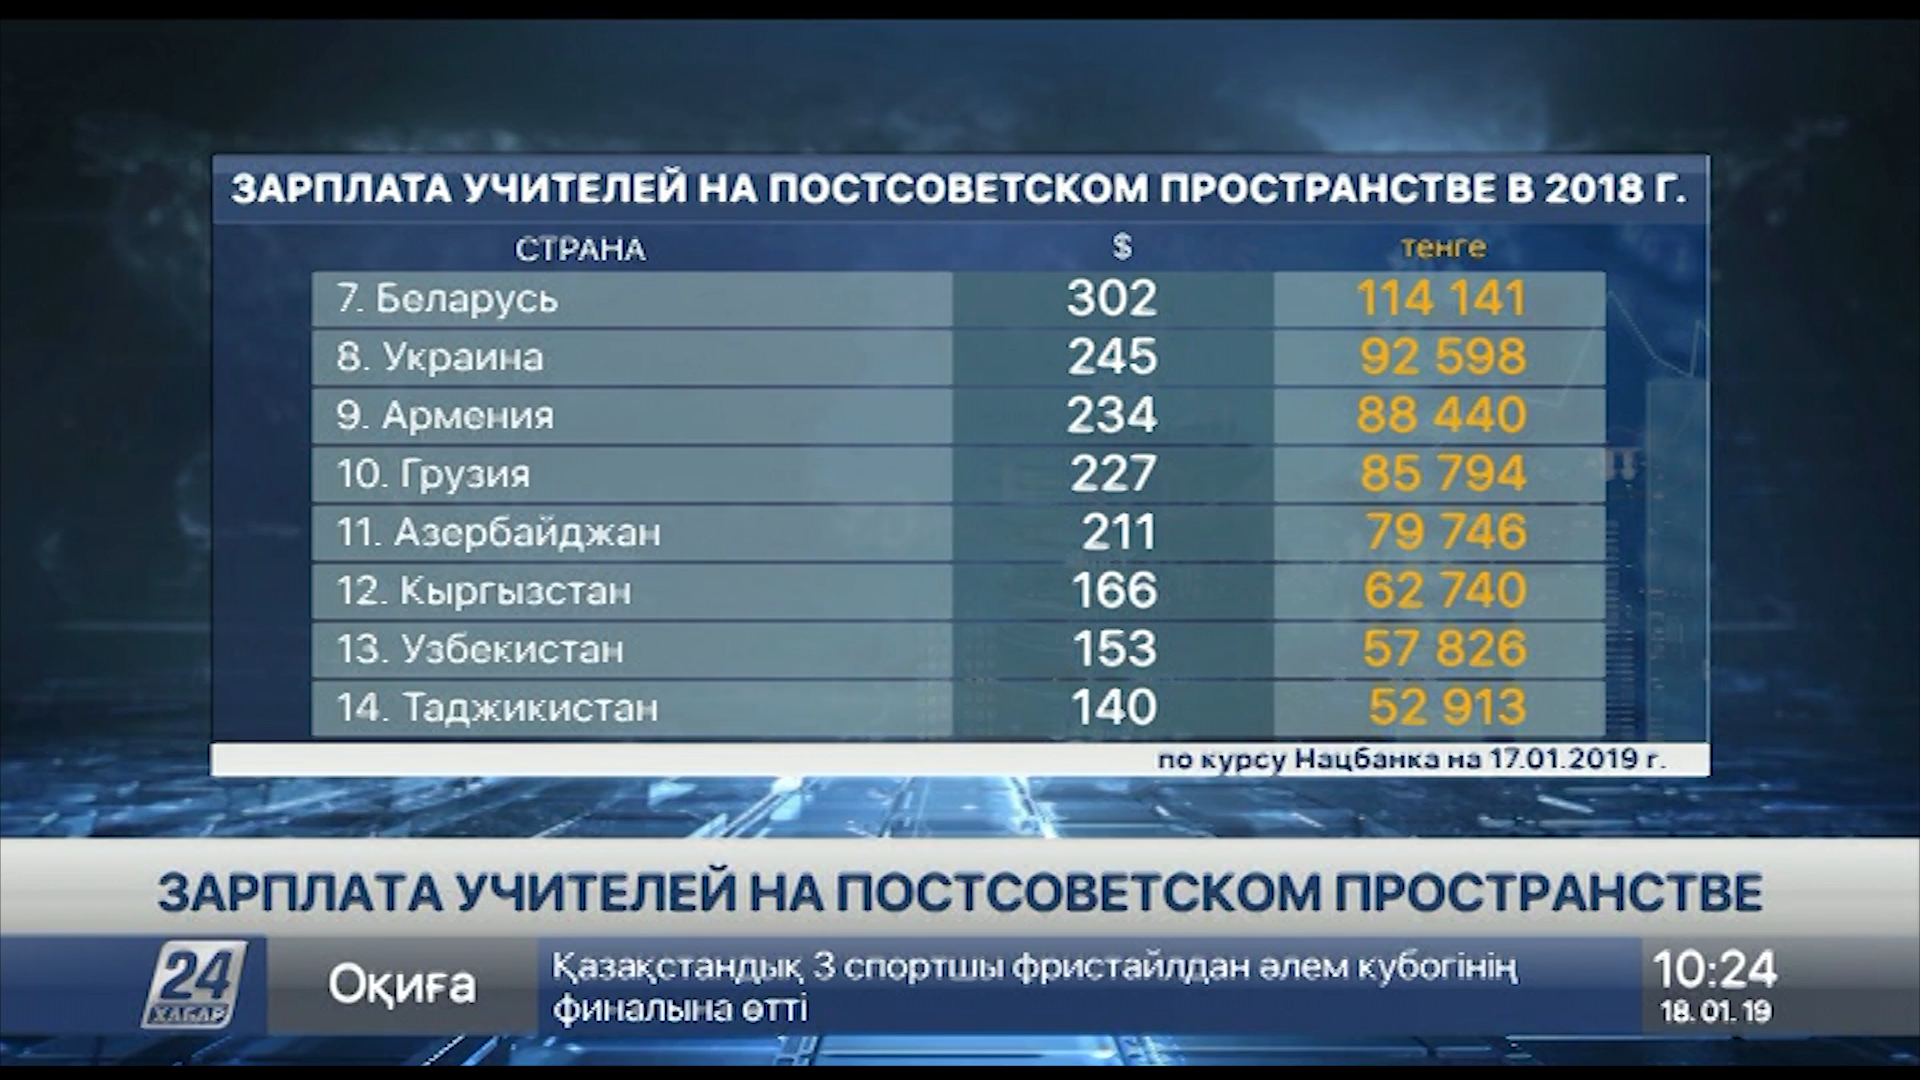 ЗАРПЛАТА УЧИТЕЛЕЙ НА ПОСТСОВЕТСКОМ ПРОСТРАНСТВЕ В 2018 Г.
СТРАНА $ тенге
7. Беларусь 302 114 141
8. Украина 245 92 598
9. Армения 234 88 440
10. Грузия 227 85 794
11. Азербайджан 211 79 746
12. Кыргызстан 166 62 740
13. Узбекистан 153 57 826
14. Таджикистан 140 52 913
по курсу Нацбанка на 17.01.2019 г.
ЗАРПЛАТА УЧИТЕЛЕЙ НА ПОСТСОВЕТСКОМ ПРОСТРАНСТВЕ
24
ХАБАР
Оқиға
Қазақстандық 3 спортшы фристайлдан әлем кубогінің
финалына өтті
10:24
18.01.19